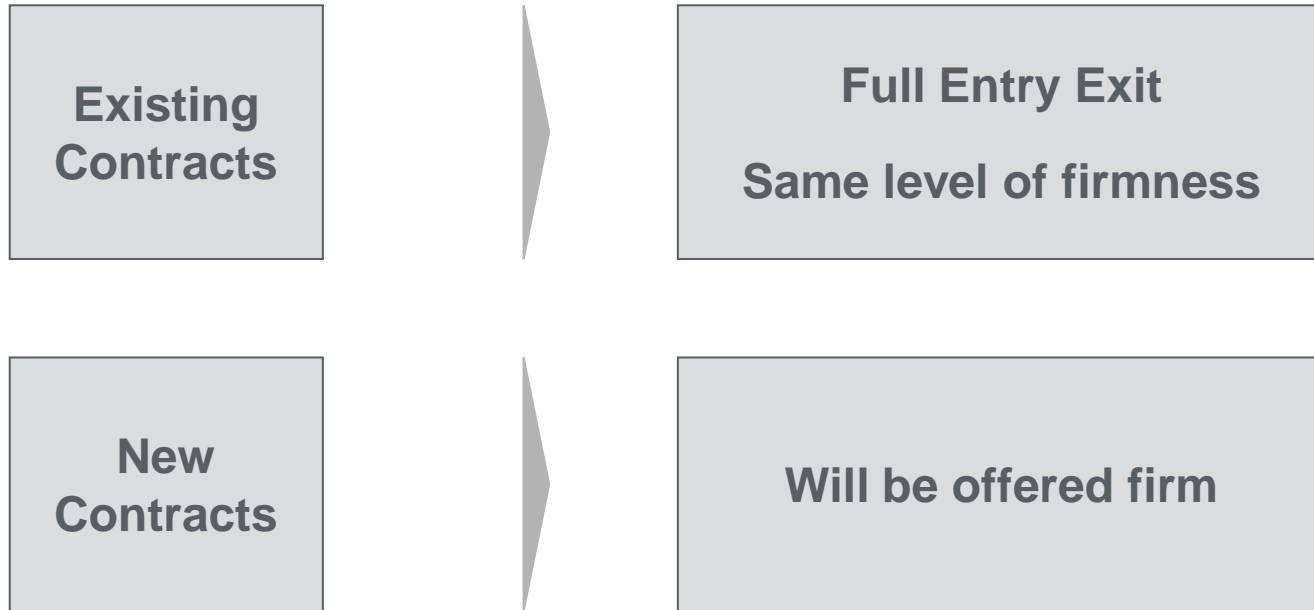 Existing
Contracts
Full Entry Exit
Same level of firmness
New
Contracts
Will be offered firm